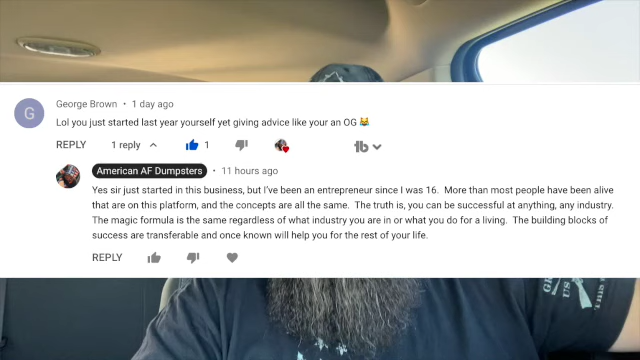 G
George Brown • 1 day ago
Lol you just started last year yourself yet giving advice like your an OG 😹
REPLY 1 reply 1 tb
American AF Dumpsters • 11 hours ago
Yes sir just started in this business, but I've been an entrepreneur since I was 16. More than most people have been alive
that are on this platform, and the concepts are all the same. The truth is, you can be successful at anything, any industry.
The magic formula is the same regardless of what industry you are in or what you do for a living. The building blocks of
success are transferable and once known will help you for the rest of your life.
REPLY
US